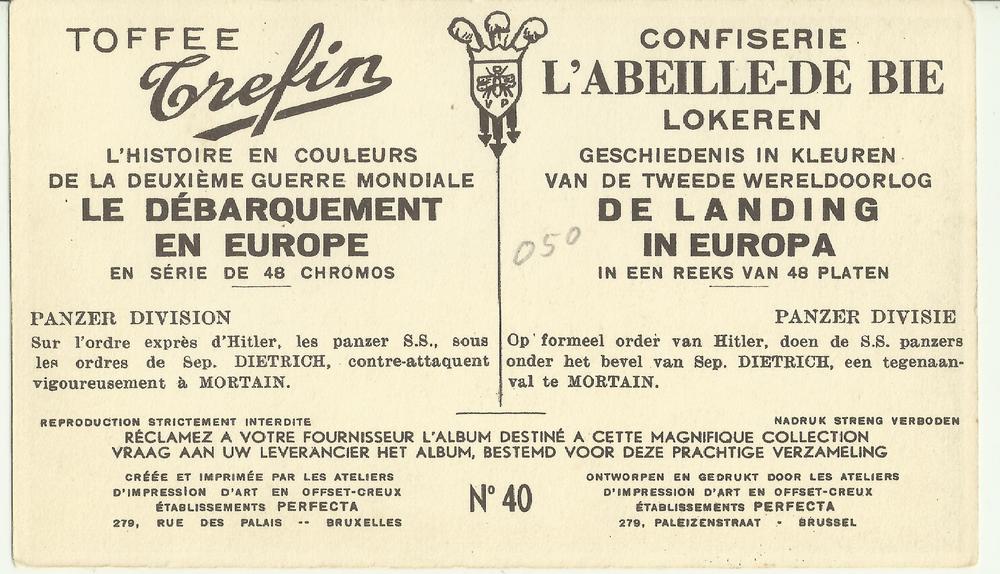 TOFFEE
Trefin
L'HISTOIRE EN COULEURS
DE LA DEUXIÈME GUERRE MONDIALE
LE DÉBARQUEMENT
EN EUROPE
EN SÉRIE DE 48 CHROMOS
PANZER DIVISION
Sur l'ordre exprès d'Hitler, les panzer S.S., sous
les ordres de Sep. DIETRICH, contre-attaquent
vigoureusement à MORTAIN.
V D P
CONFISERIE
L'ABEILLE-DE BIE
LOKEREN
GESCHIEDENIS IN KLEUREN
VAN DE TWEEDE WERELDOORLOG
DE LANDING
IN EUROPA
IN EEN REEKS VAN 48 PLATEN
050
PANZER DIVISIE
Op formeel order van Hitler, doen de S.S. panzers
onder het bevel van Sep. DIETRICH, een tegenaan-
val te MORTAIN.
REPRODUCTION STRICTEMENT INTERDITE
NADRUK STRENG VERBODEN
RÉCLAMEZ A VOTRE FOURNISSEUR L'ALBUM DESTINÉ A CETTE MAGNIFIQUE COLLECTION
VRAAG AAN UW LEVERANCIER HET ALBUM, BESTEMD VOOR DEZE PRACHTIGE VERZAMELING
CRÉÉE ET IMPRIMÉE PAR LES ATELIERS
D'IMPRESSION D'ART EN OFFSET-CREUX
ÉTABLISSEMENTS PERFECTA
279, RUE DES PALAIS -- BRUXELLES
N° 40
ONTWORPEN EN GEDRUKT DOOR LES ATELIERS
D'IMPRESSION D'ART EN OFFSET-CREUX
ÉTABLISSEMENTS PERFECTA
279, PALEIZENSTRAAT - BRUSSEL